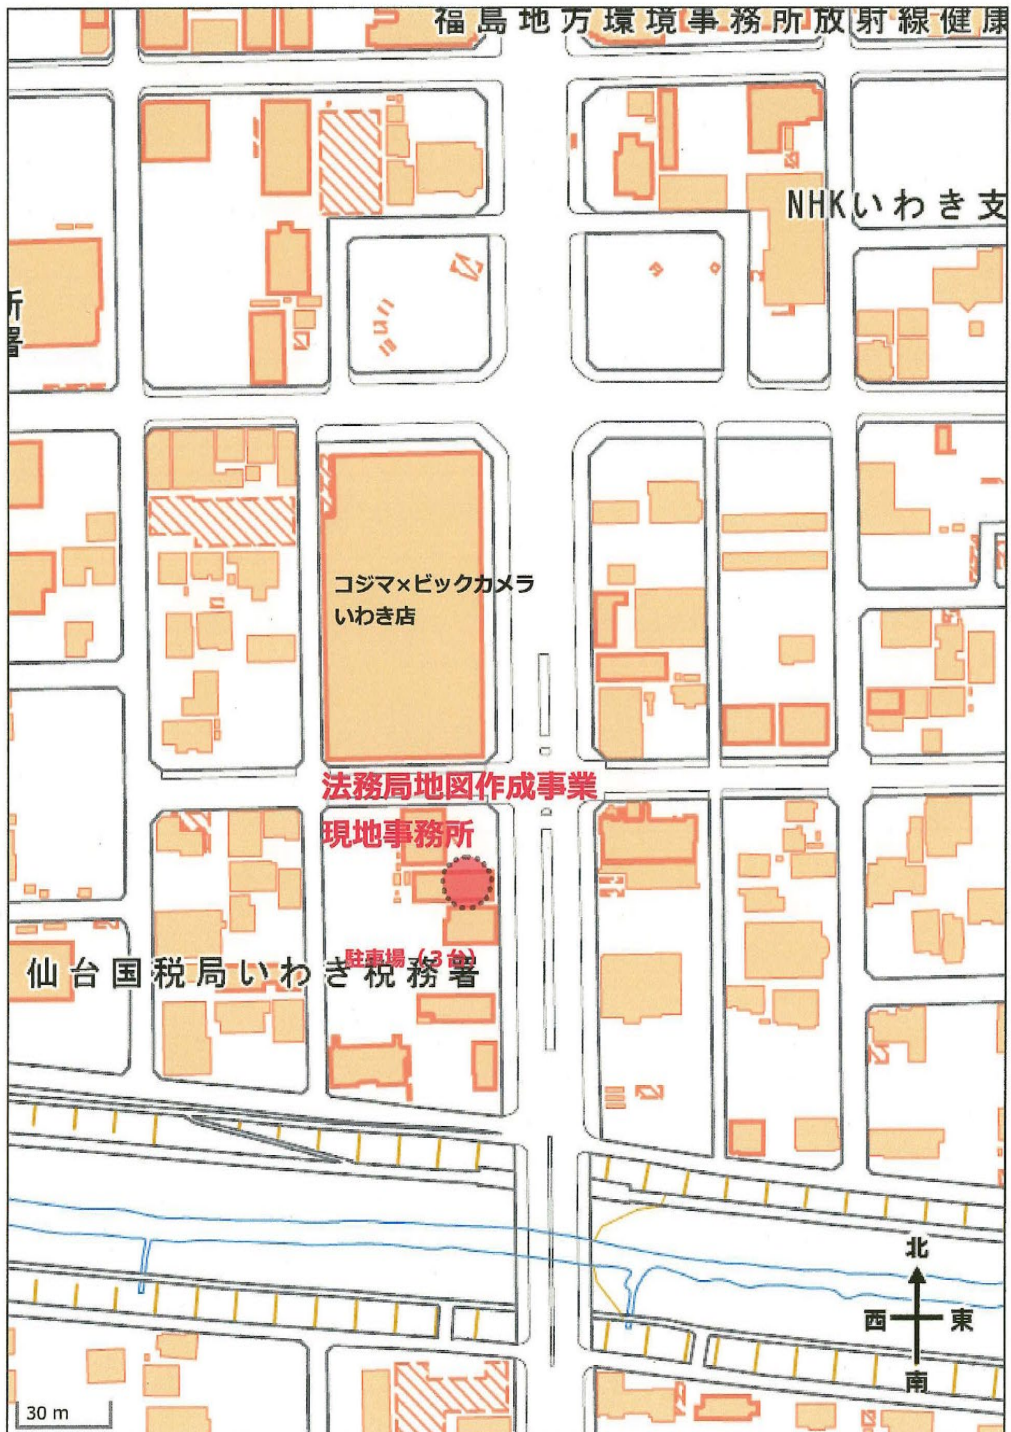 福島地方環境事務所放射線健康
NHKいわき支
所
署
コジマ×ビックカメラ
いわき店
法務局地図作成事業
現地事務所
駐車場（3台）
仙台国税局いわき税務署
北
西
東
南
30 m